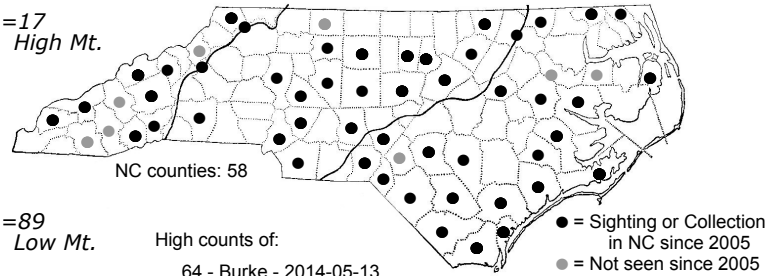 =17
High Mt.
NC counties: 58
=89
Low Mt.
High counts of:
64 - Burke - 2014-05-13
● = Sighting or Collection
in NC since 2005
● = Not seen since 2005